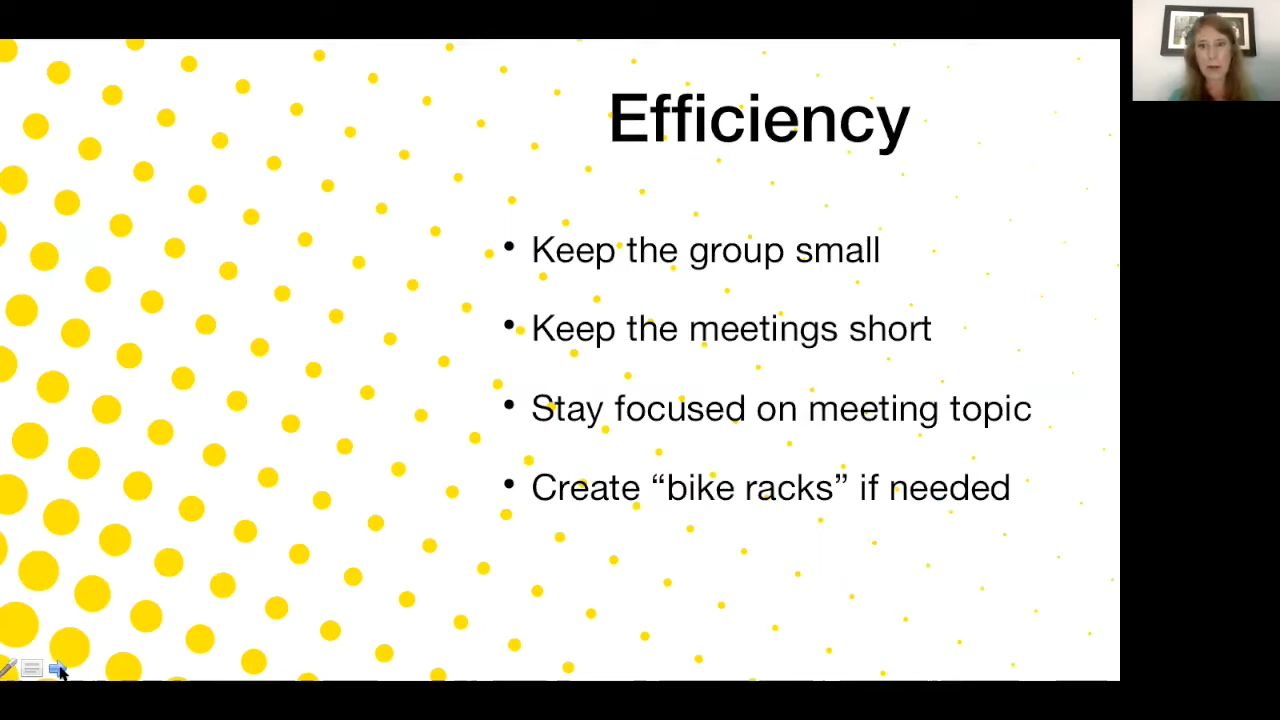 Efficiency
• Keep the group small
• Keep the meetings short
• Stay focused on meeting topic
• Create “bike racks” if needed